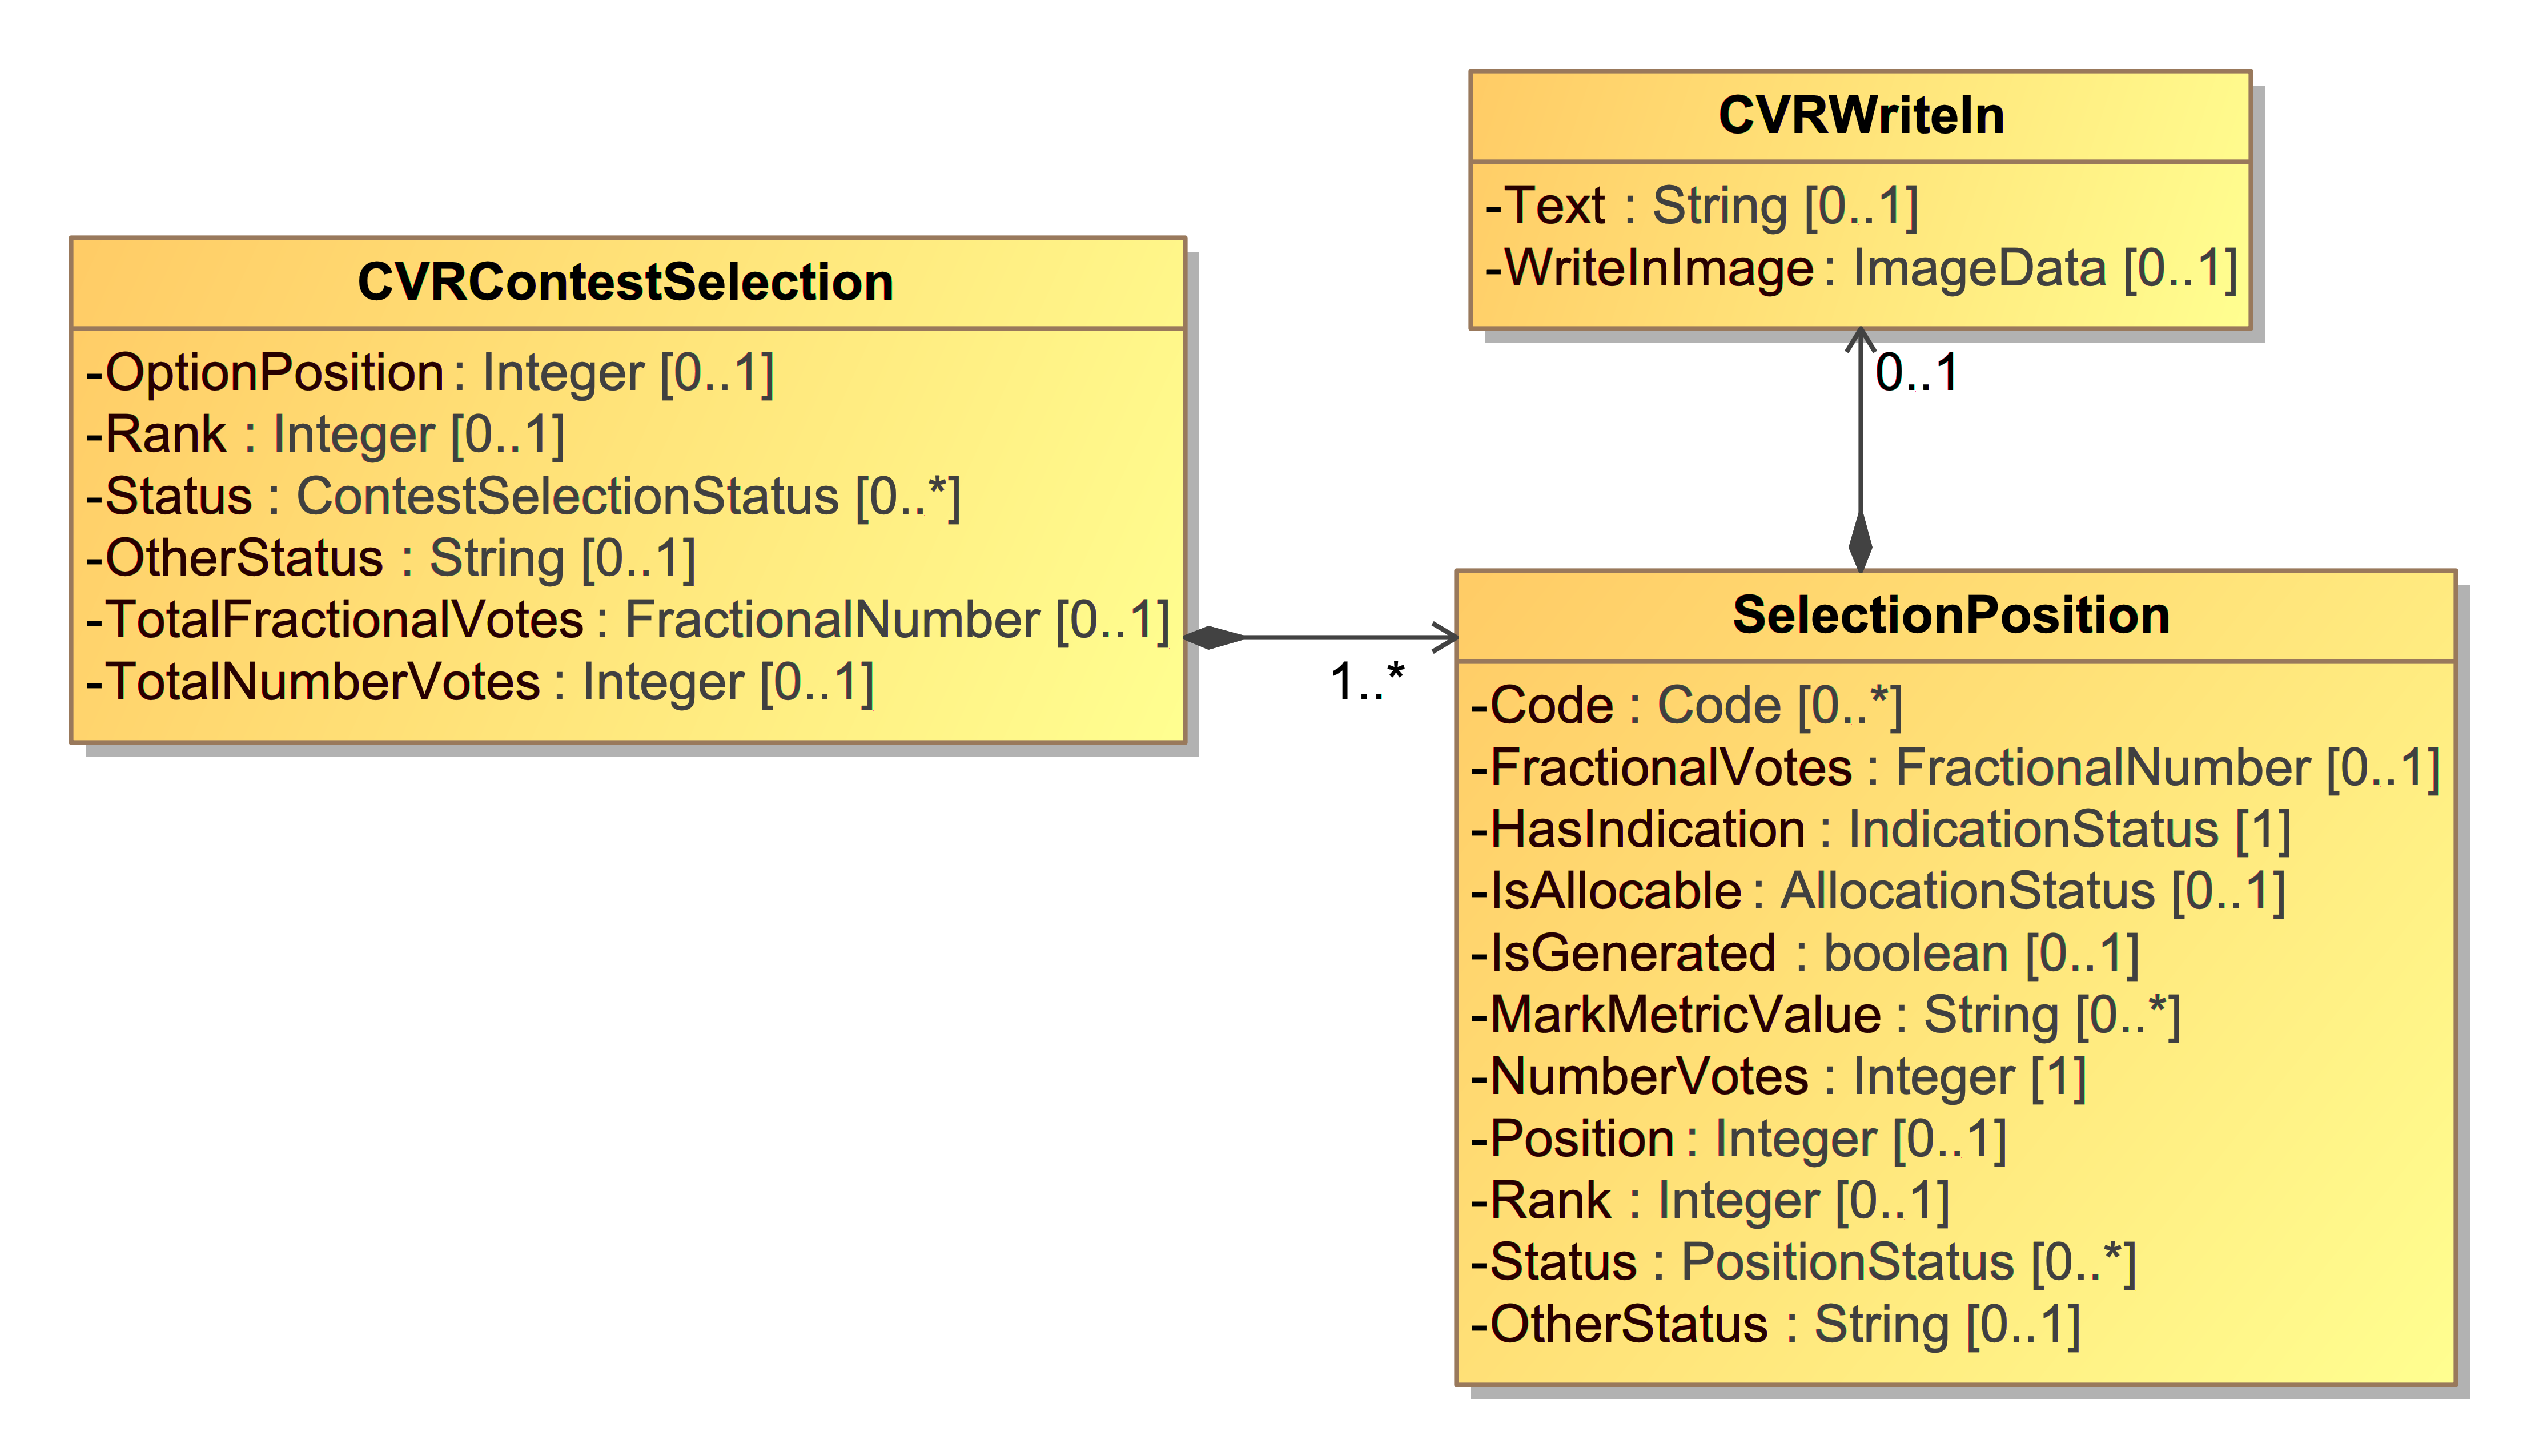 CVRContestSelection
-OptionPosition : Integer [0..1]
-Rank : Integer [0..1]
-Status : ContestSelectionStatus [0..*]
-OtherStatus : String [0..1]
-TotalFractionalVotes : FractionalNumber [0..1]
-TotalNumberVotes : Integer [0..1]
1..*
CVRWriteIn
-Text : String [0..1]
-WriteInImage : ImageData [0..1]
0..1
SelectionPosition
-Code : Code [0..*]
-FractionalVotes : FractionalNumber [0..1]
-HasIndication : IndicationStatus [1]
-IsAllocable : AllocationStatus [0..1]
-IsGenerated : boolean [0..1]
-MarkMetricValue : String [0..*]
-NumberVotes : Integer [1]
-Position : Integer [0..1]
-Rank : Integer [0..1]
-Status : PositionStatus [0..*]
-OtherStatus : String [0..1]